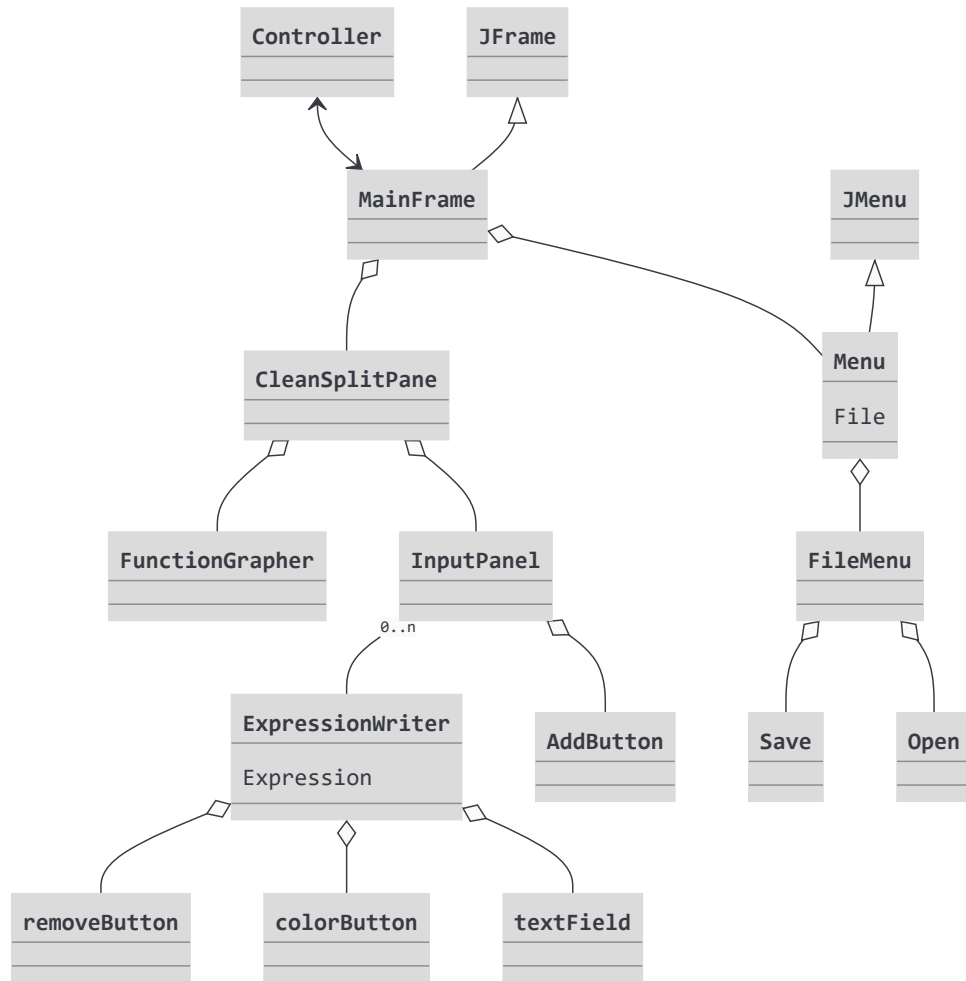 Controller
JFrame
MainFrame
JMenu
CleanSplitPane
Menu
File
FunctionGrapher
InputPanel
FileMenu
0..n
ExpressionWriter
Expression
AddButton
Save
Open
removeButton
colorButton
textField